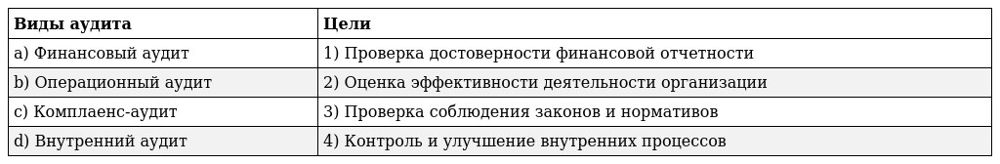 Виды аудита Цели
a) Финансовый аудит 1) Проверка достоверности финансовой отчетности
b) Операционный аудит 2) Оценка эффективности деятельности организации
c) Комплаенс-аудит 3) Проверка соблюдения законов и нормативов
d) Внутренний аудит 4) Контроль и улучшение внутренних процессов